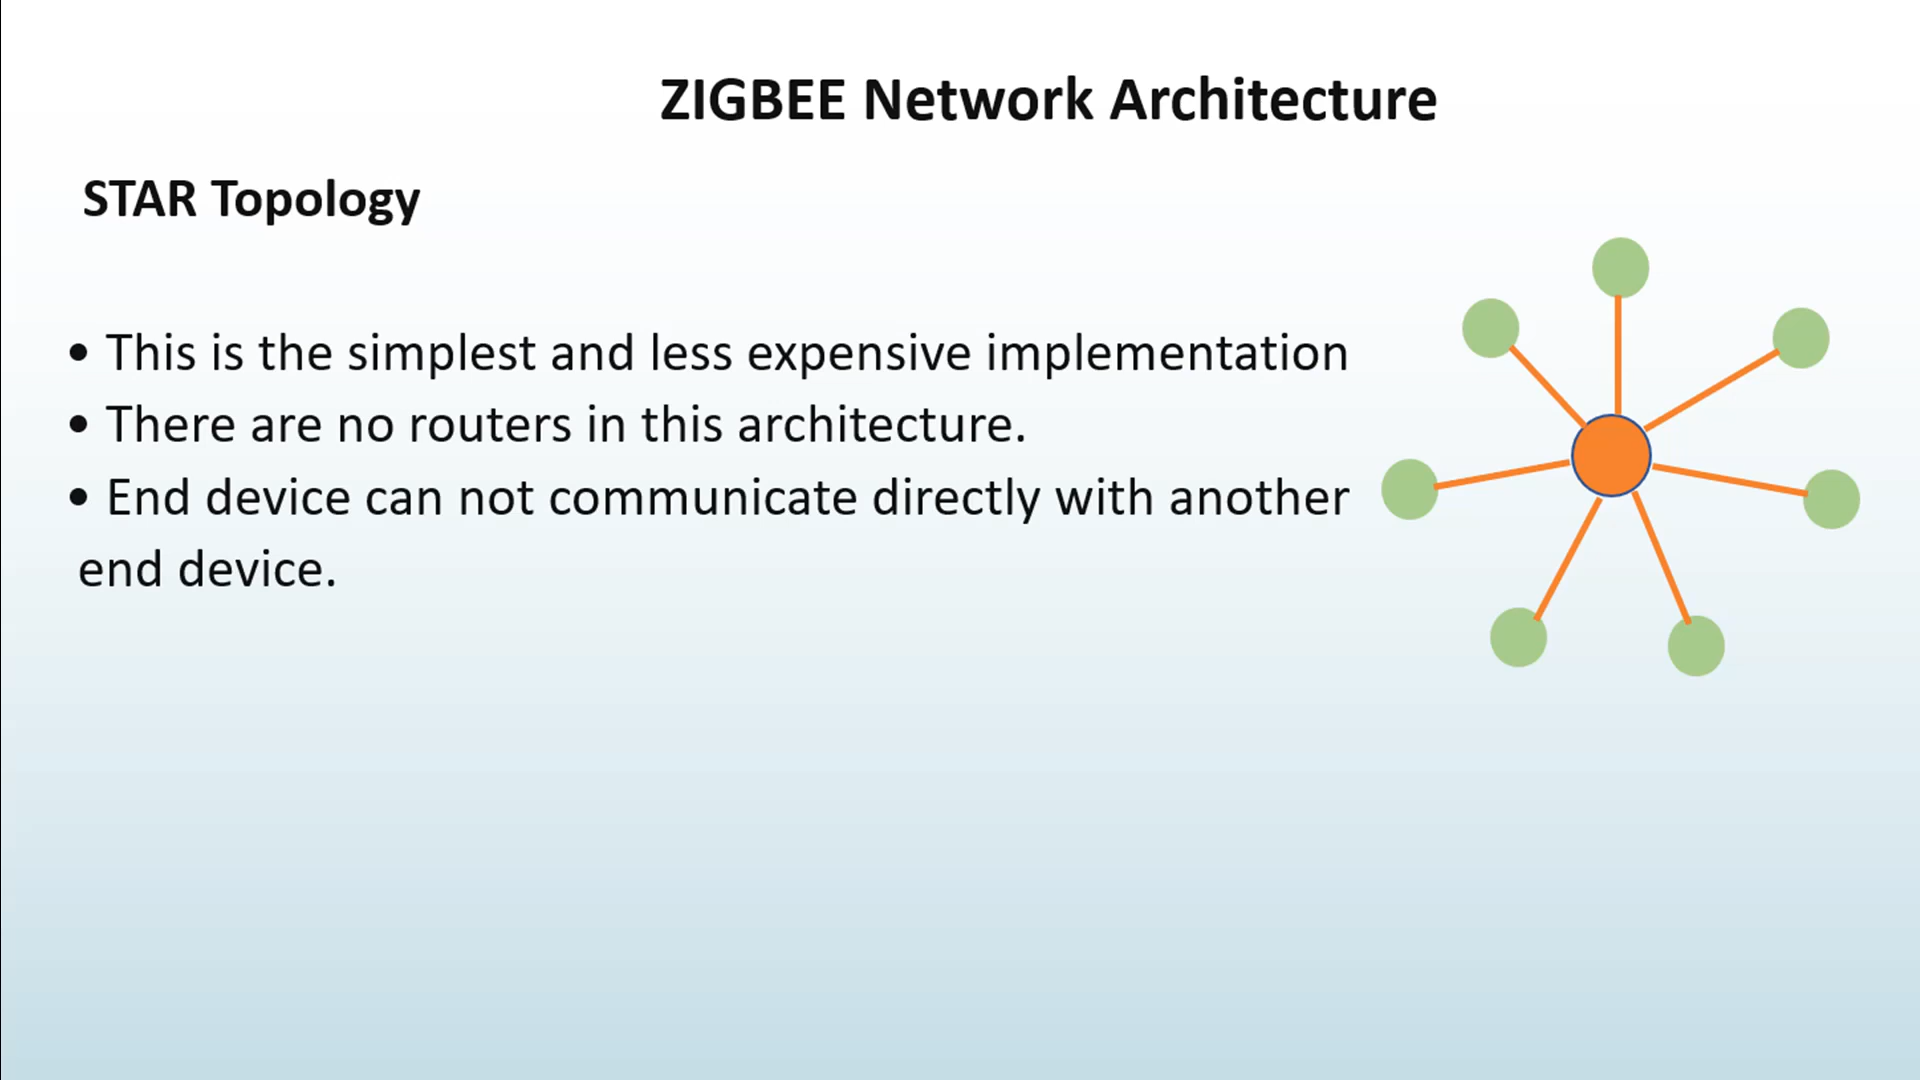 ZIGBEE Network Architecture
STAR Topology
• This is the simplest and less expensive implementation
• There are no routers in this architecture.
• End device can not communicate directly with another
end device.